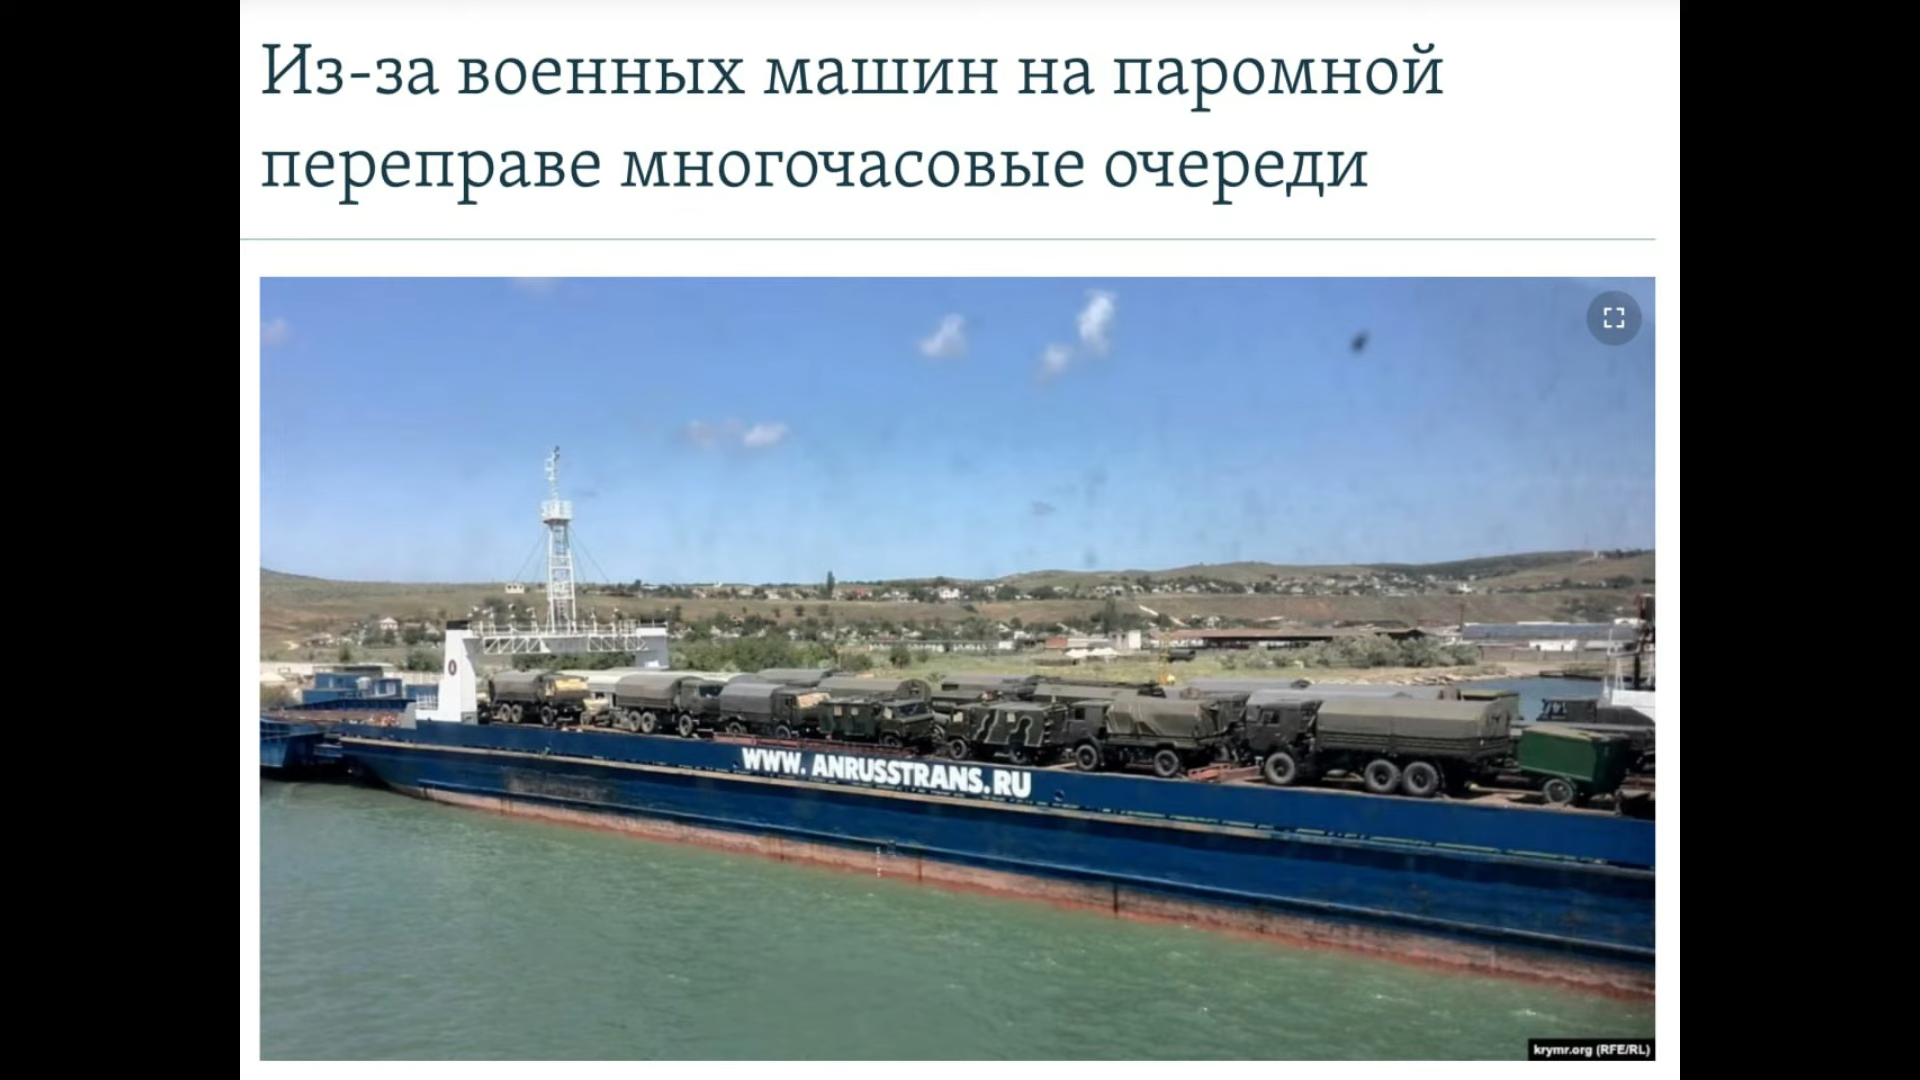 Из-за военных машин на паромной
переправе многочасовые очереди
WWW. ANRUSSTRANS.RU
krymr.org (RFE/RL)